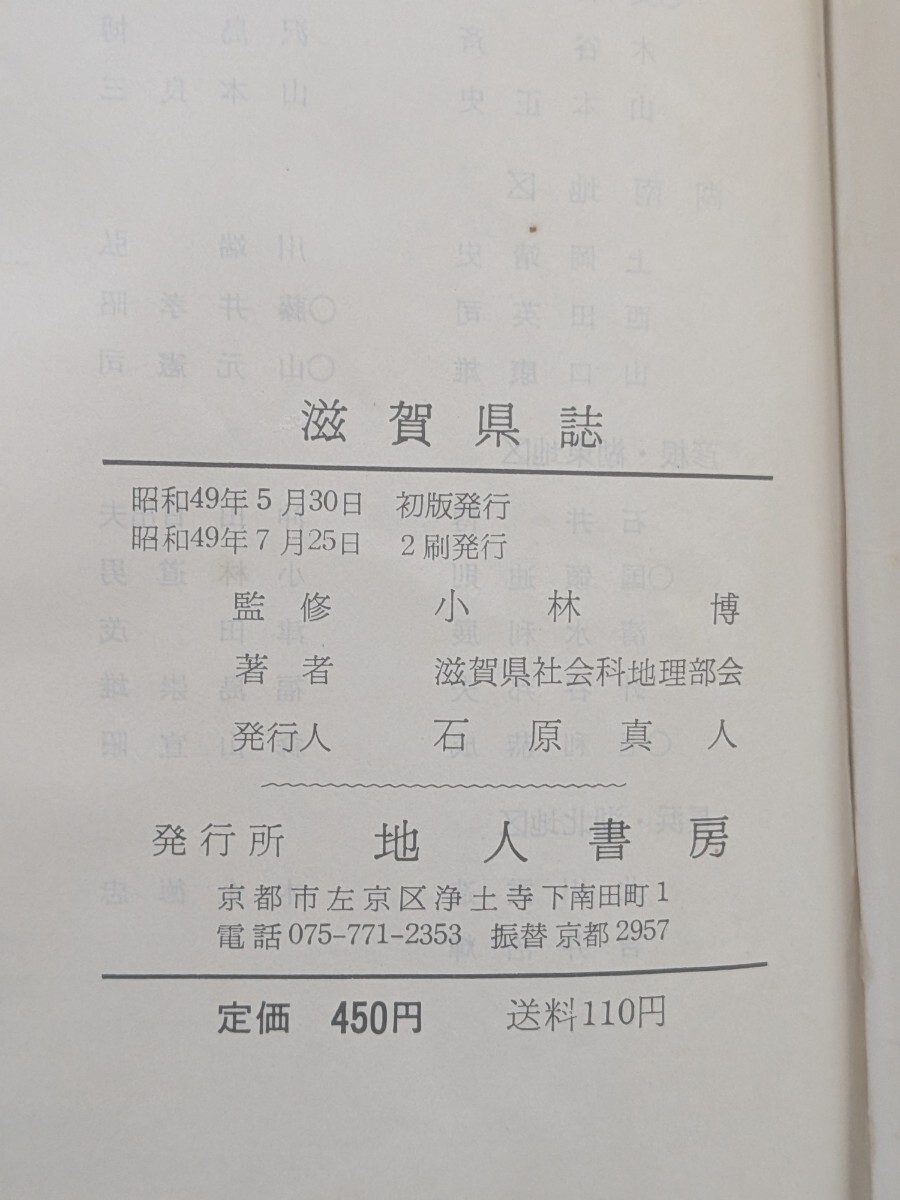 滋賀県誌
昭和49年5月30日 初版発行
昭和49年7月25日 2刷発行
監修 小林博
著者 滋賀県社会科地理部会
発行人 石原真人
発行所 地人書房
京都市左京区浄土寺下南田町1
電話075-771-2353 振替京都2957
定価 450円 送料110円